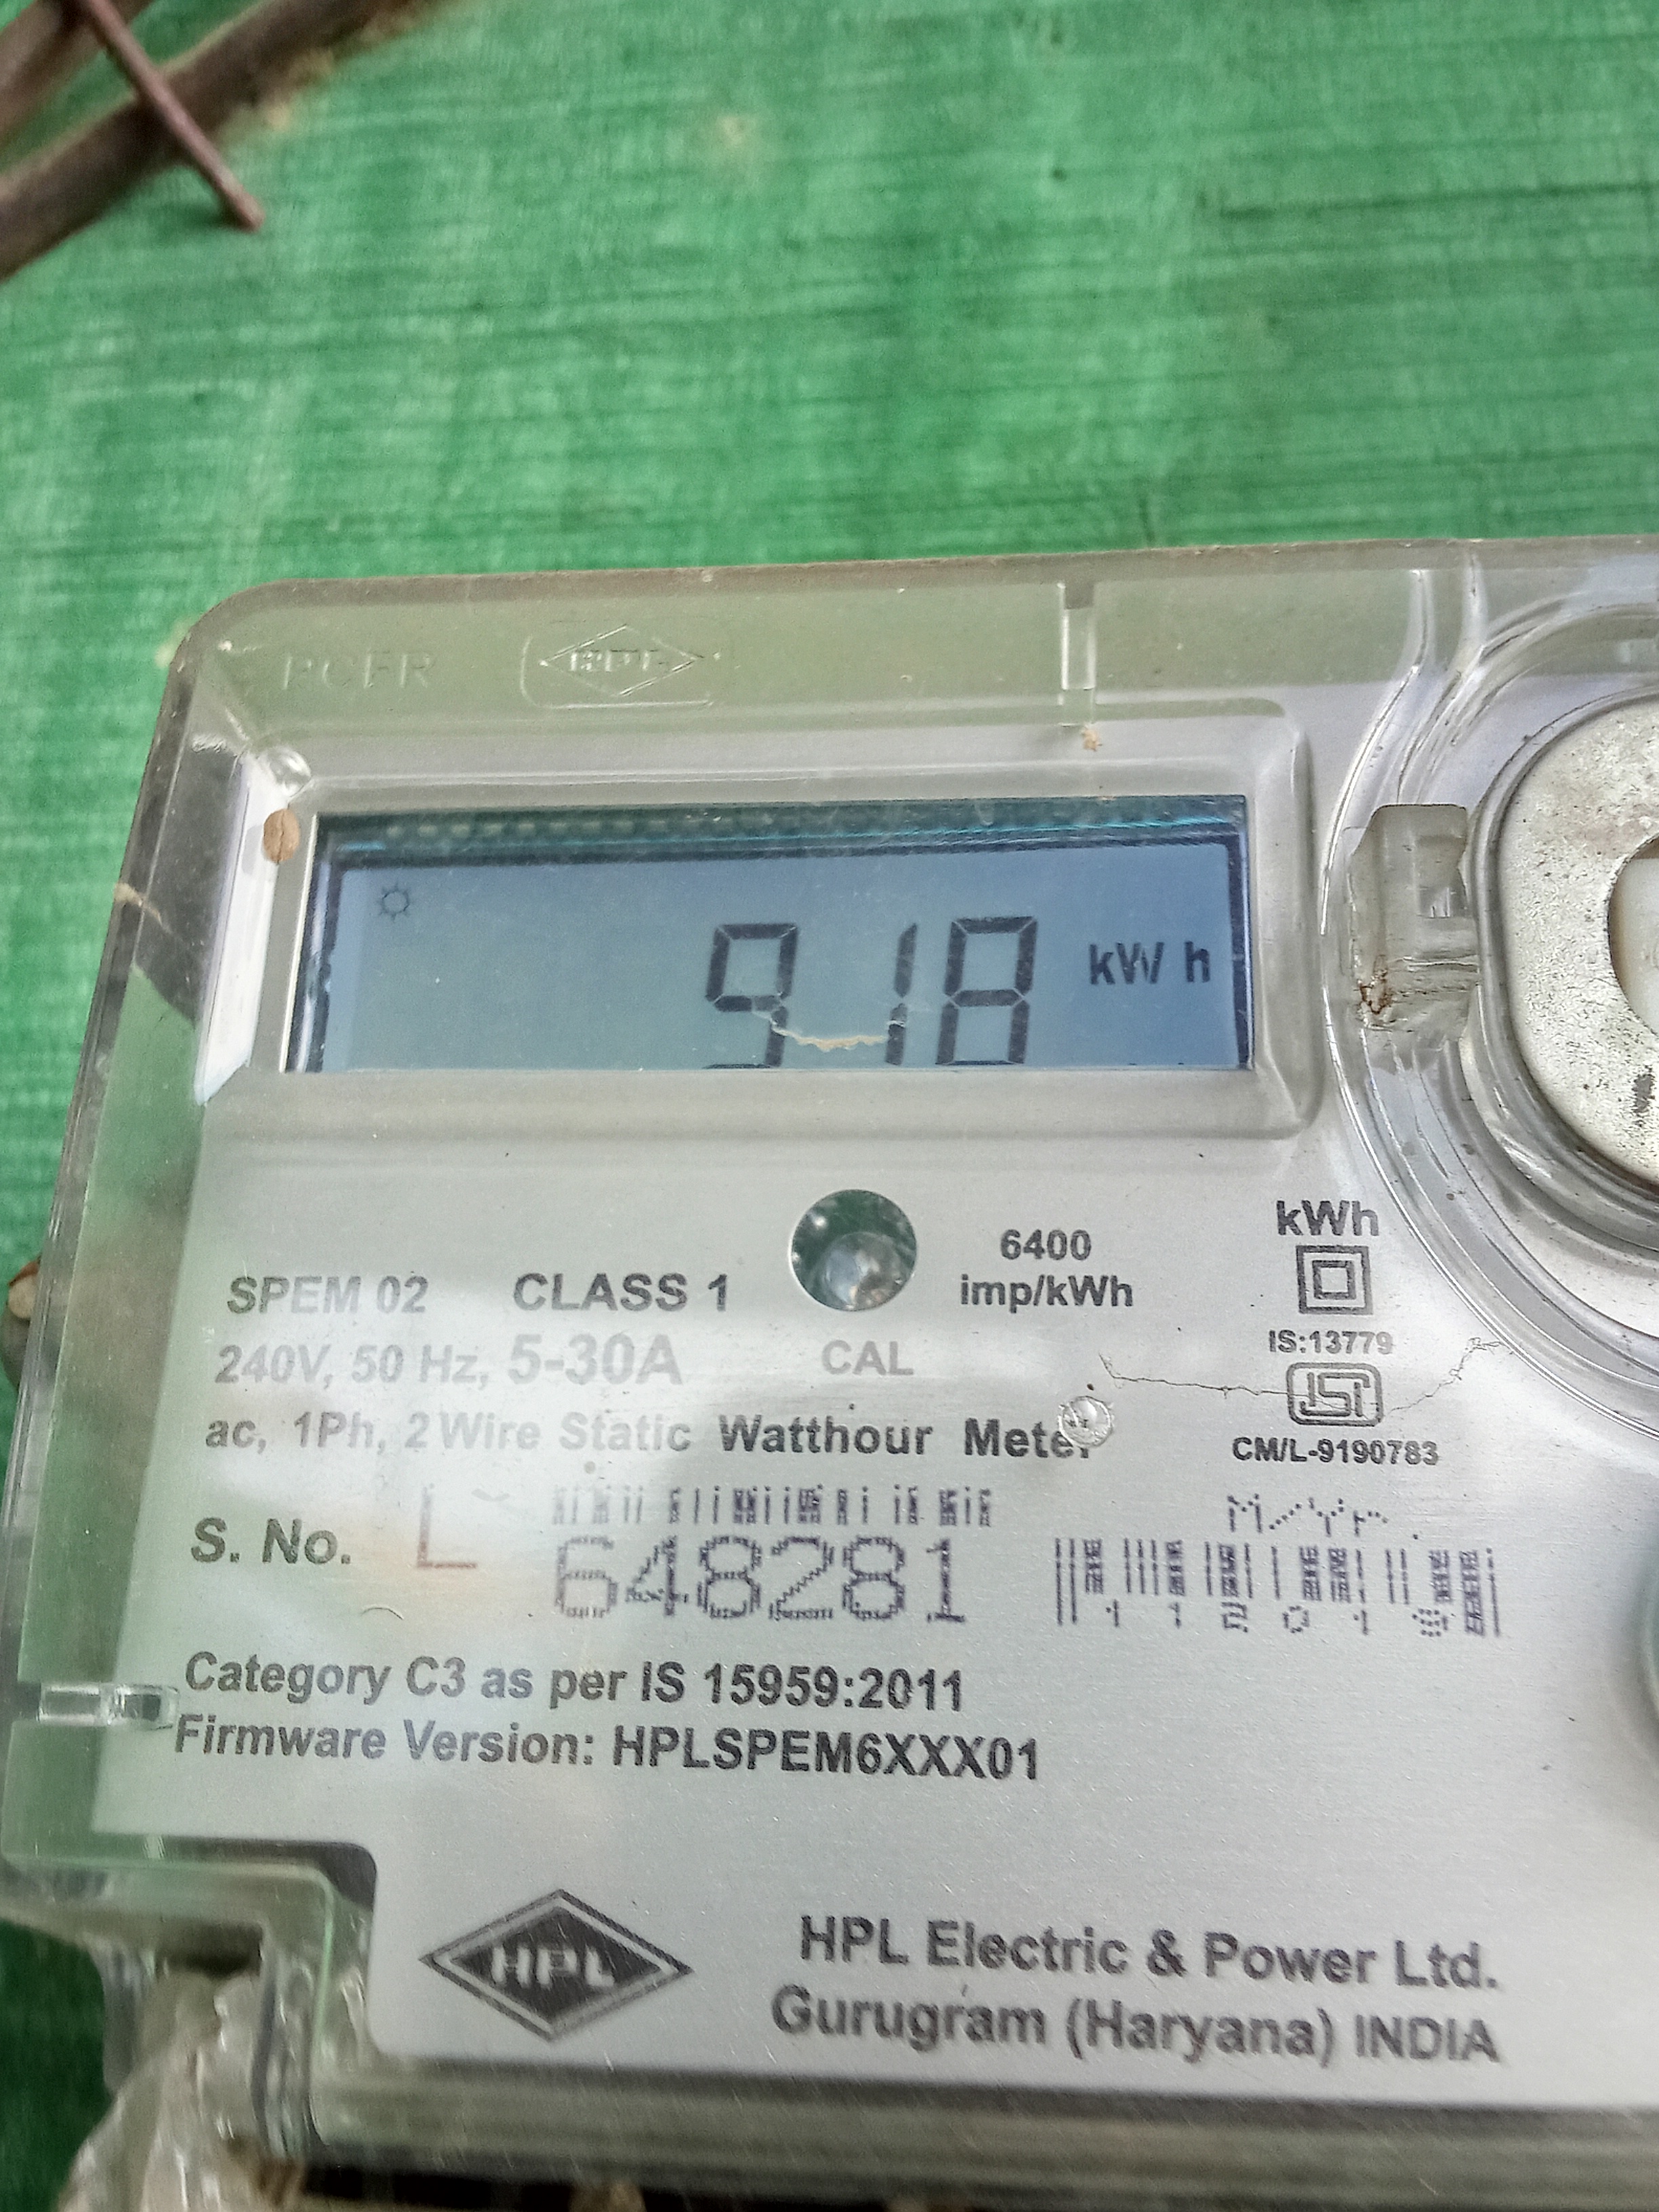 PCFR HPL
918 kW h
6400
imp/kWh
kWh
SPEM 02 CLASS 1
240V, 50 Hz, 5-30A
CAL
IS:13779
ISI
ac, 1Ph, 2 Wire Static Watthour Meter
CM/L-9190783
S. No. L 648281
Category C3 as per IS 15959:2011
Firmware Version: HPLSPEM6XXX01
HPL
HPL Electric & Power Ltd.
Gurugram (Haryana) INDIA